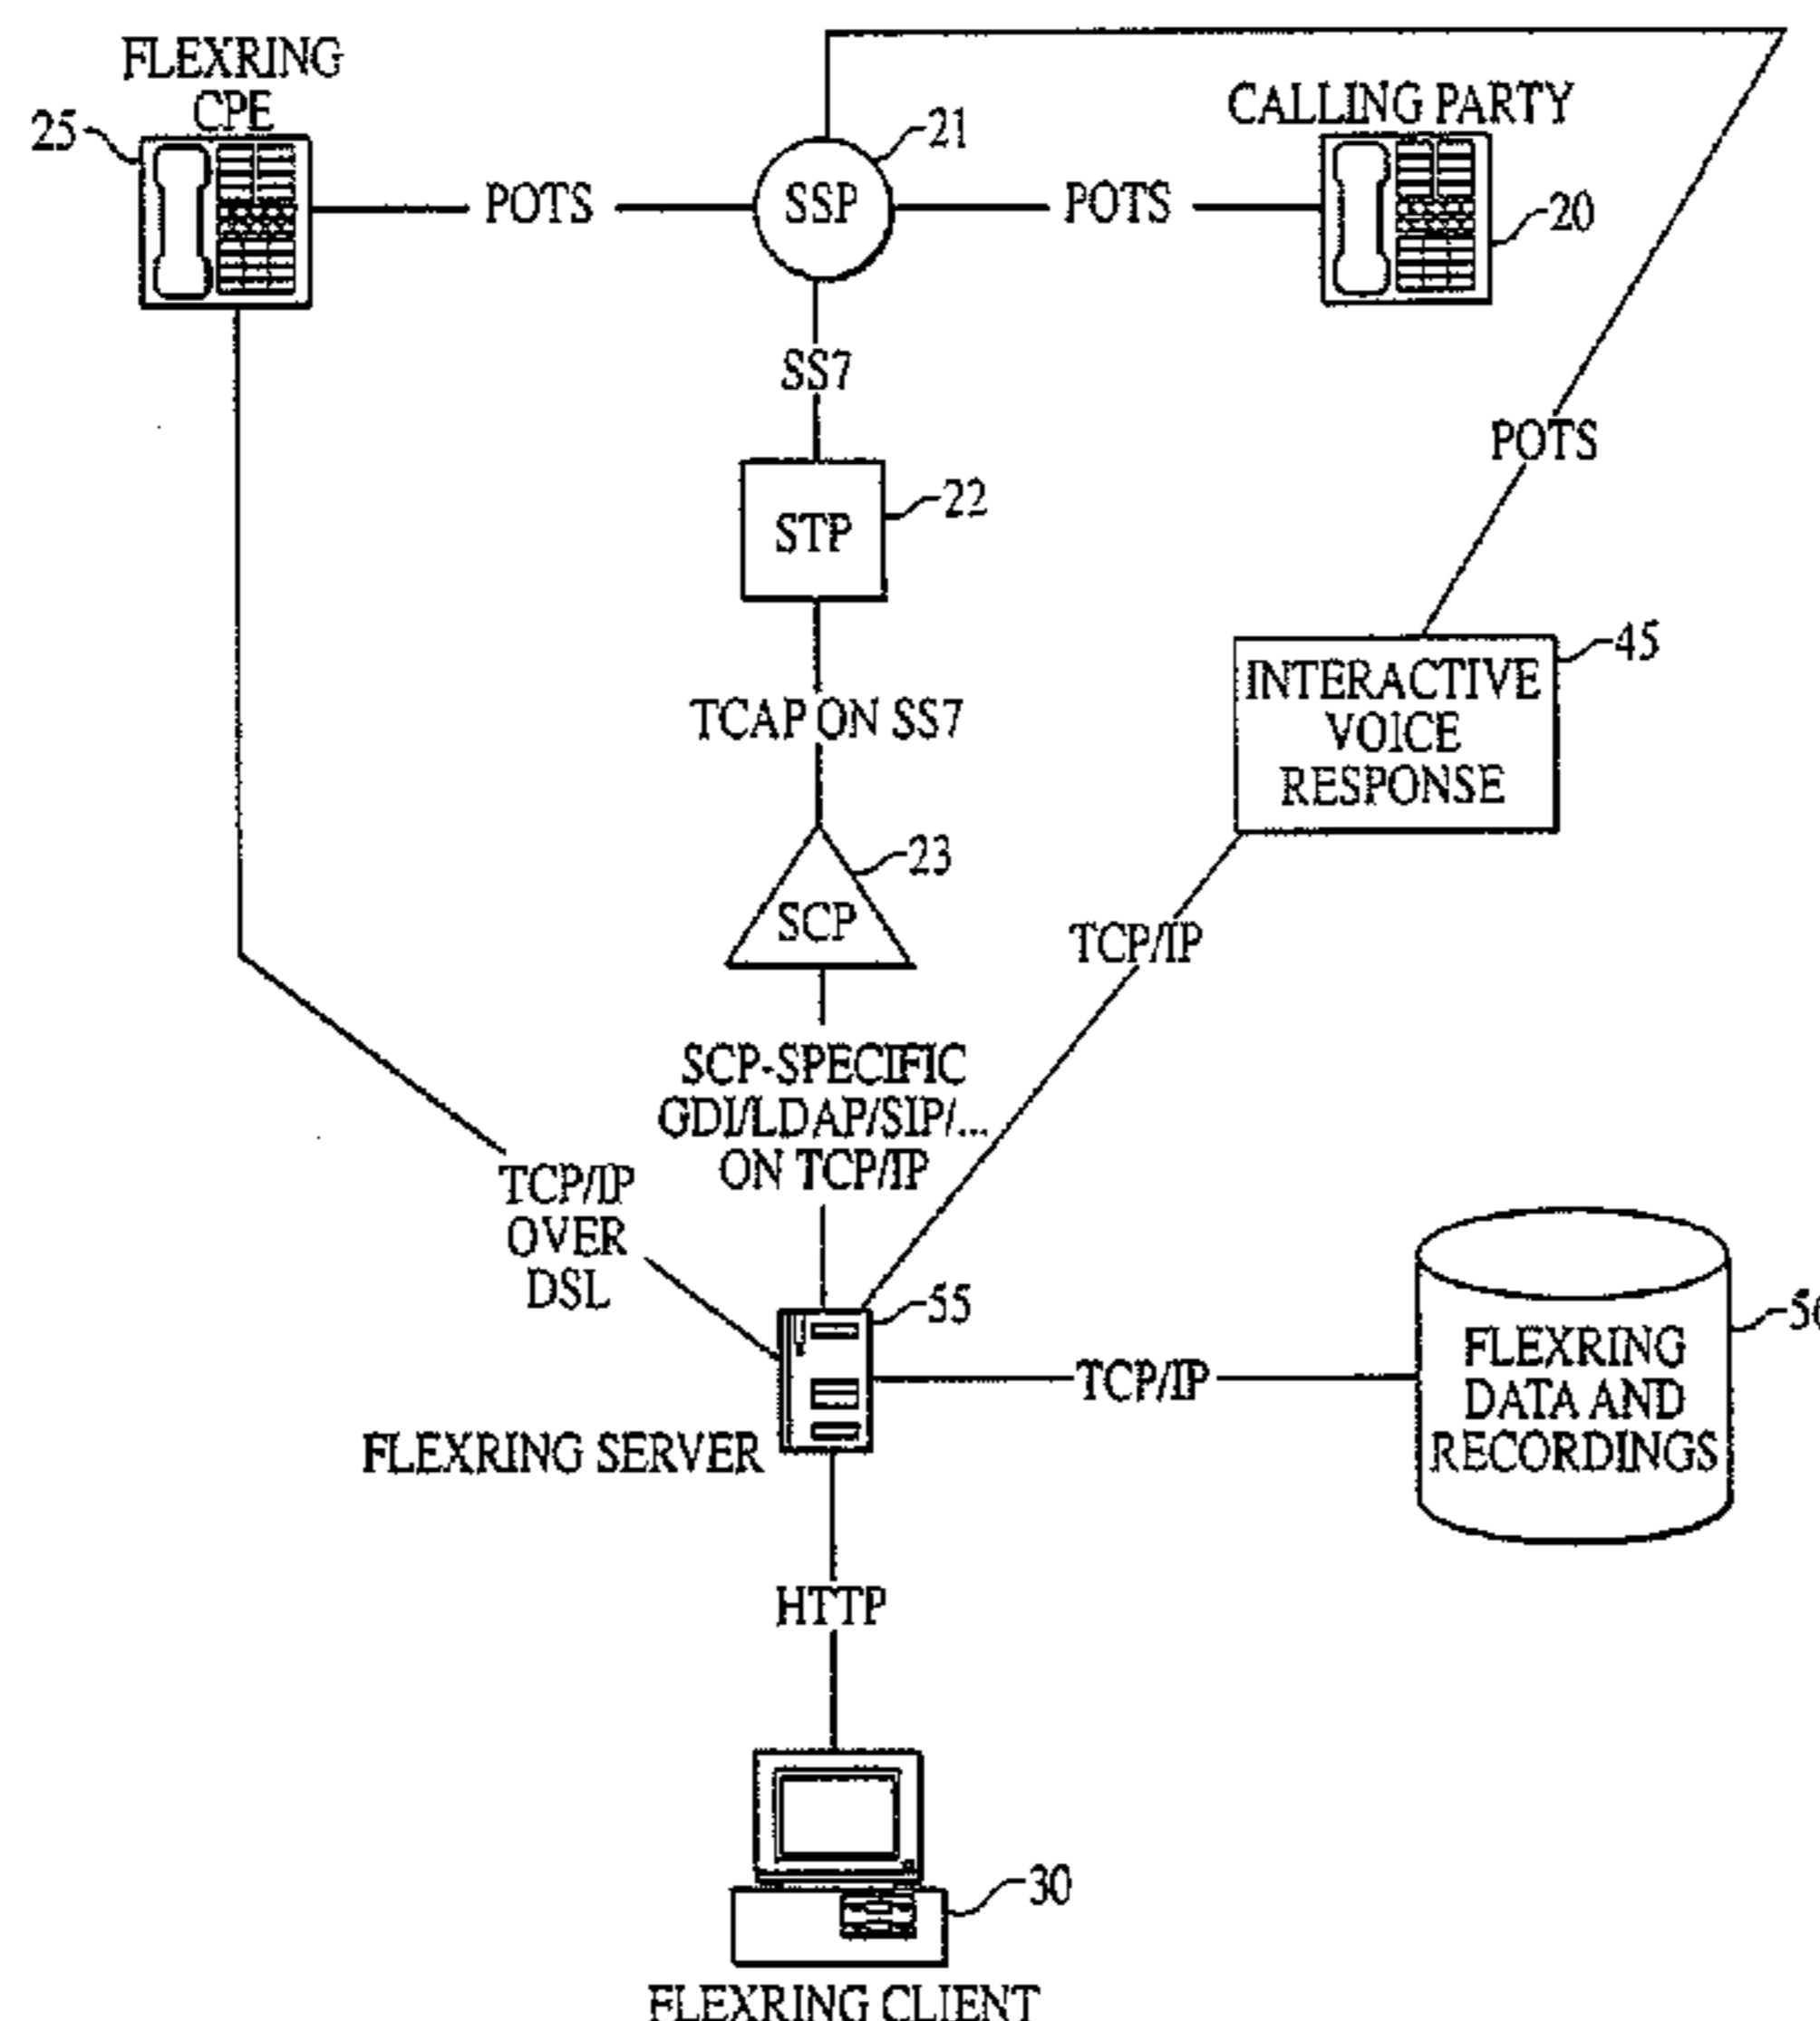 FLEXRING
CPE
25
POTS
SSP
21
POTS
CALLING PARTY
20
SS7
POTS
STP
22
TCAP ON SS7
INTERACTIVE
VOICE
RESPONSE
45
SCP
23
TCP/IP
SCP-SPECIFIC
GDI/LDAP/SIP/...
ON TCP/IP
TCP/IP
OVER
DSL
55
FLEXRING SERVER
TCP/IP
FLEXRING
DATA AND
RECORDINGS
HTTP
30
FLEXRING CLIENT